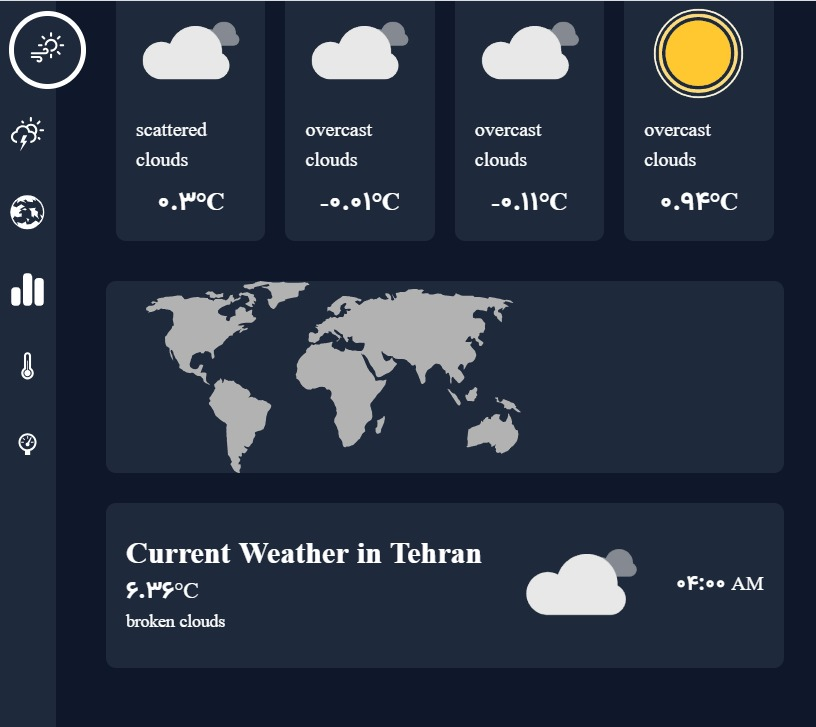 scattered
clouds
۰.۳°C
overcast
clouds
-۰.۰۱°C
overcast
clouds
-۰.۱۱°C
overcast
clouds
۰.۹۴°C
Current Weather in Tehran
۶.۳۶°C
broken clouds
۰۴:۰۰ AM